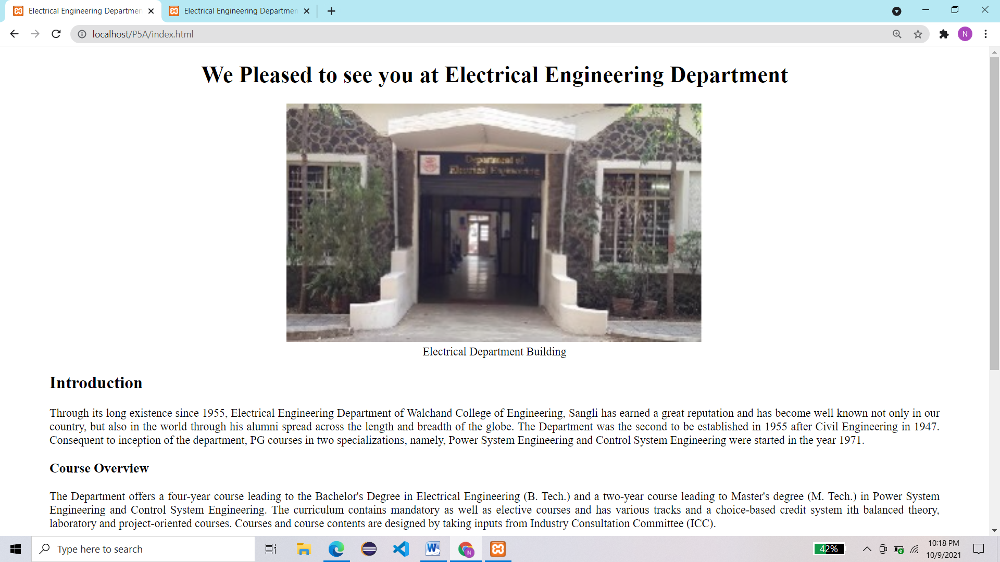 Electrical Engineering Departmen
Electrical Engineering Departmen
localhost/P5A/index.html
N
We Pleased to see you at Electrical Engineering Department
Department of
Electrical Engineering
Electrical Department Building
Introduction
Through its long existence since 1955, Electrical Engineering Department of Walchand College of Engineering, Sangli has earned a great reputation and has become well known not only in our
country, but also in the world through his alumni spread across the length and breadth of the globe. The Department was the second to be established in 1955 after Civil Engineering in 1947.
Consequent to inception of the department, PG courses in two specializations, namely, Power System Engineering and Control System Engineering were started in the year 1971.
Course Overview
The Department offers a four-year course leading to the Bachelor's Degree in Electrical Engineering (B. Tech.) and a two-year course leading to Master's degree (M. Tech.) in Power System
Engineering and Control System Engineering. The curriculum contains mandatory as well as elective courses and has various tracks and a choice-based credit system ith balanced theory,
laboratory and project-oriented courses. Courses and course contents are designed by taking inputs from Industry Consultation Committee (ICC).
Type here to search
N
42%
10:18 PM
10/9/2021